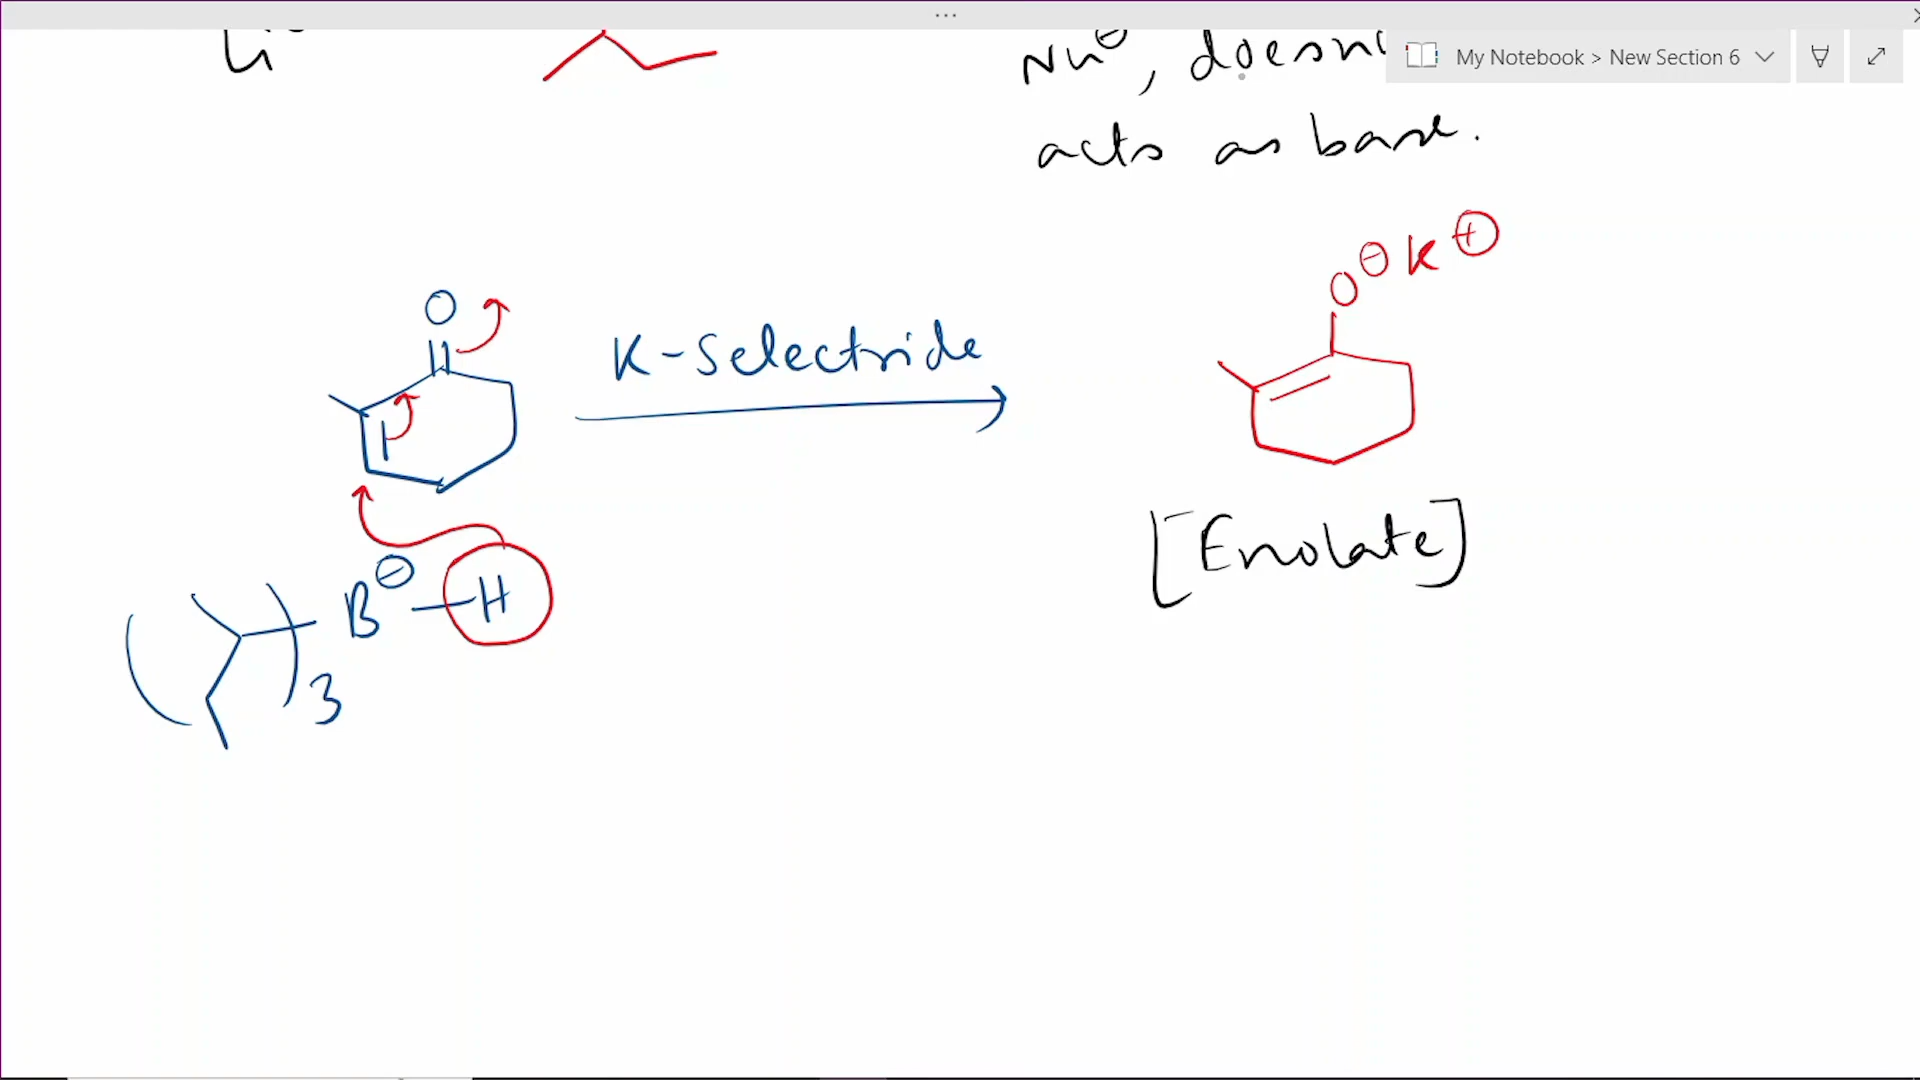 My Notebook > New Section 6
Nu⊖, doesn
acts as base.
O
K-Selectride
O⊖ K⊕
[Enolate]
( )3 B⊖—H